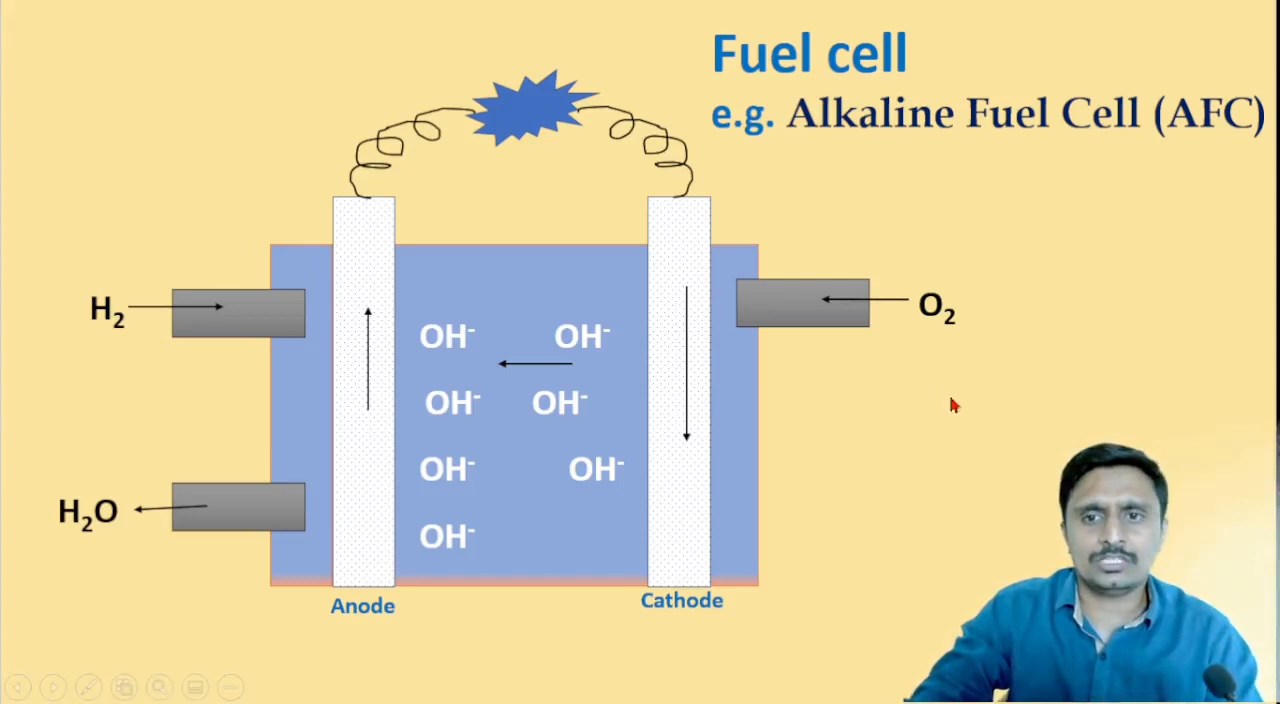 Fuel cell
e.g. Alkaline Fuel Cell (AFC)
H₂
O₂
OH⁻ OH⁻
OH⁻ OH⁻
OH⁻ OH⁻
OH⁻
H₂O
Anode
Cathode